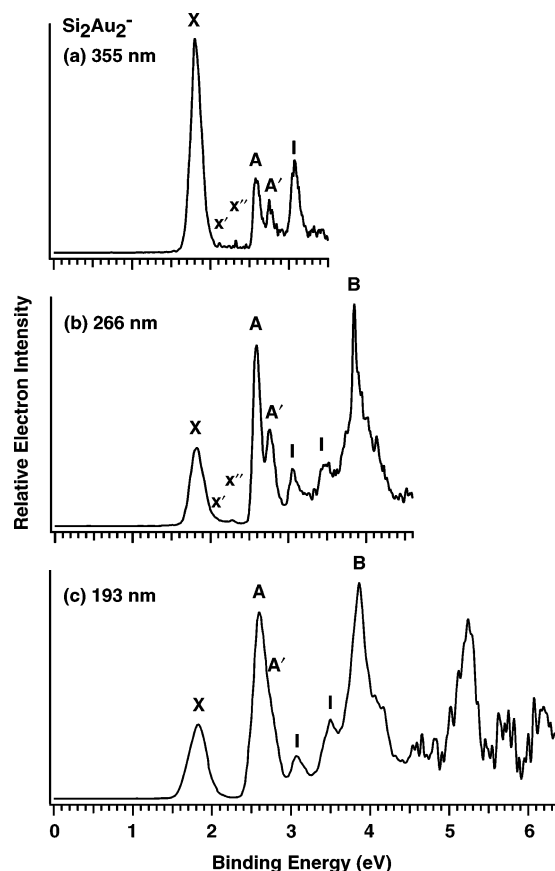 Si₂Au₂⁻
(a) 355 nm
X
x′
x″
A
A′
I
Relative Electron Intensity
(b) 266 nm
X
x′
x″
A
A′
I
I
B
(c) 193 nm
X
A
A′
I
I
B
0 1 2 3 4 5 6
Binding Energy (eV)